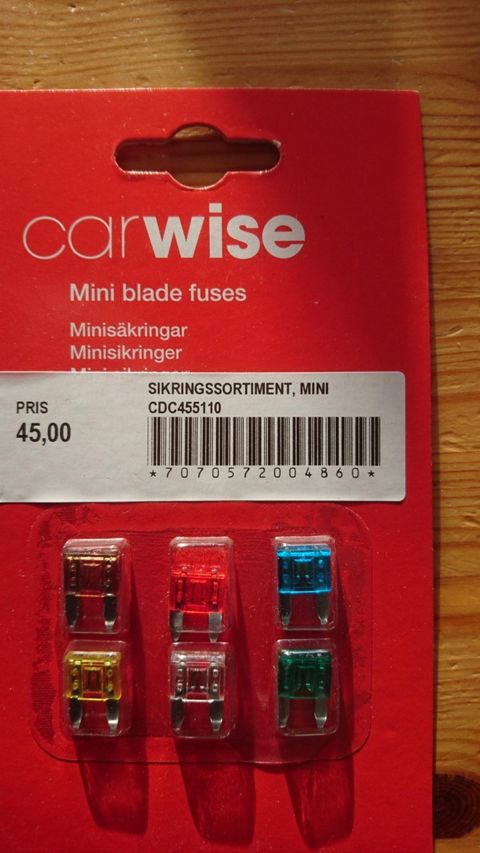 carwise
Mini blade fuses
Minisäkringar
Minisikringer
SIKRINGSSORTIMENT, MINI
PRIS
CDC455110
45,00
*7070572004860*